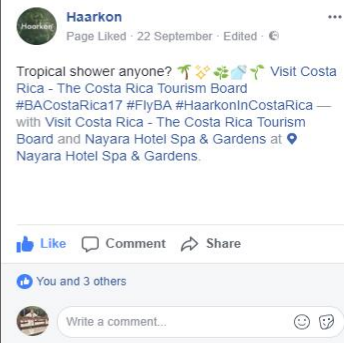 Haarkon
Haarkon
Page Liked · 22 September · Edited ·
Tropical shower anyone? 🌴✨🌿🚿🌱 Visit Costa
Rica - The Costa Rica Tourism Board
#BACostaRica17 #FlyBA #HaarkonInCostaRica —
with Visit Costa Rica - The Costa Rica Tourism
Board and Nayara Hotel Spa & Gardens at
Nayara Hotel Spa & Gardens.
Like Comment Share
You and 3 others
Write a comment...